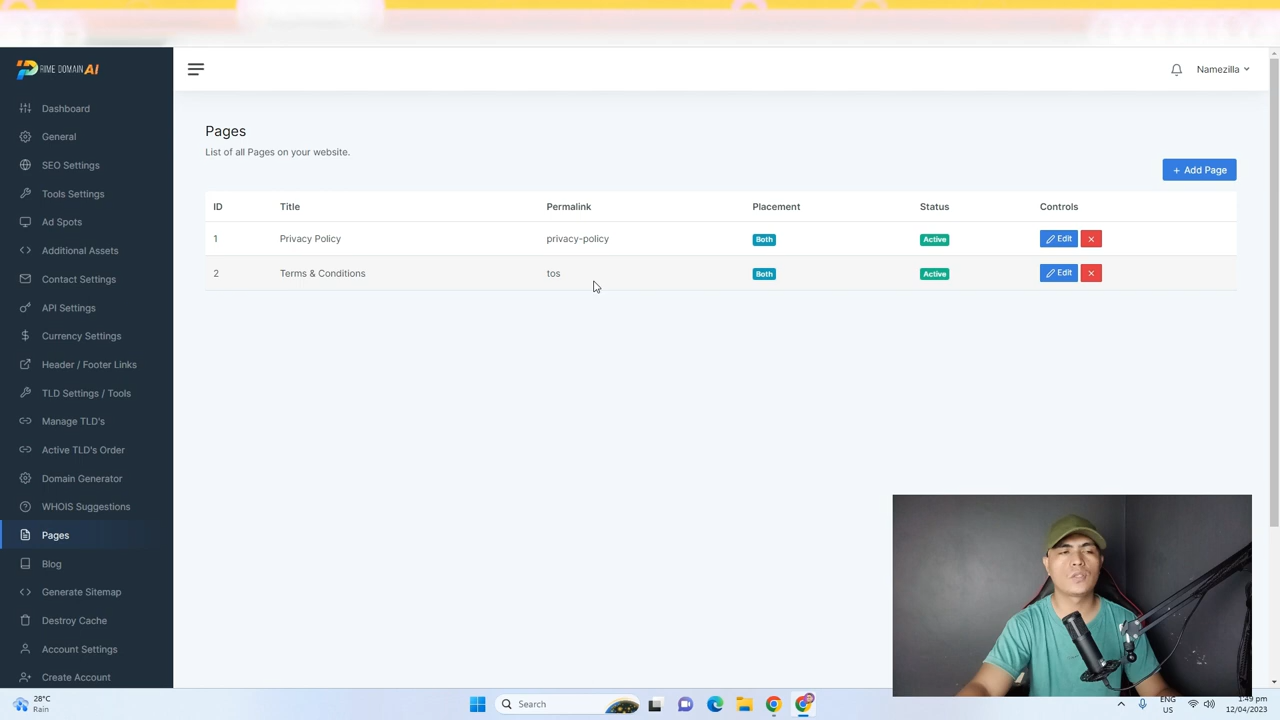 PRIME DOMAIN AI
Namezilla
Dashboard
General
SEO Settings
Tools Settings
Ad Spots
Additional Assets
Contact Settings
API Settings
Currency Settings
Header / Footer Links
TLD Settings / Tools
Manage TLD's
Active TLD's Order
Domain Generator
WHOIS Suggestions
Pages
Blog
Generate Sitemap
Destroy Cache
Account Settings
Create Account
Pages
List of all Pages on your website.
+ Add Page
ID Title Permalink Placement Status Controls
1 Privacy Policy privacy-policy Both Active Edit
2 Terms & Conditions tos Both Active Edit
28°C
Rain
Search
ENG
US
1:49 pm
12/04/2023